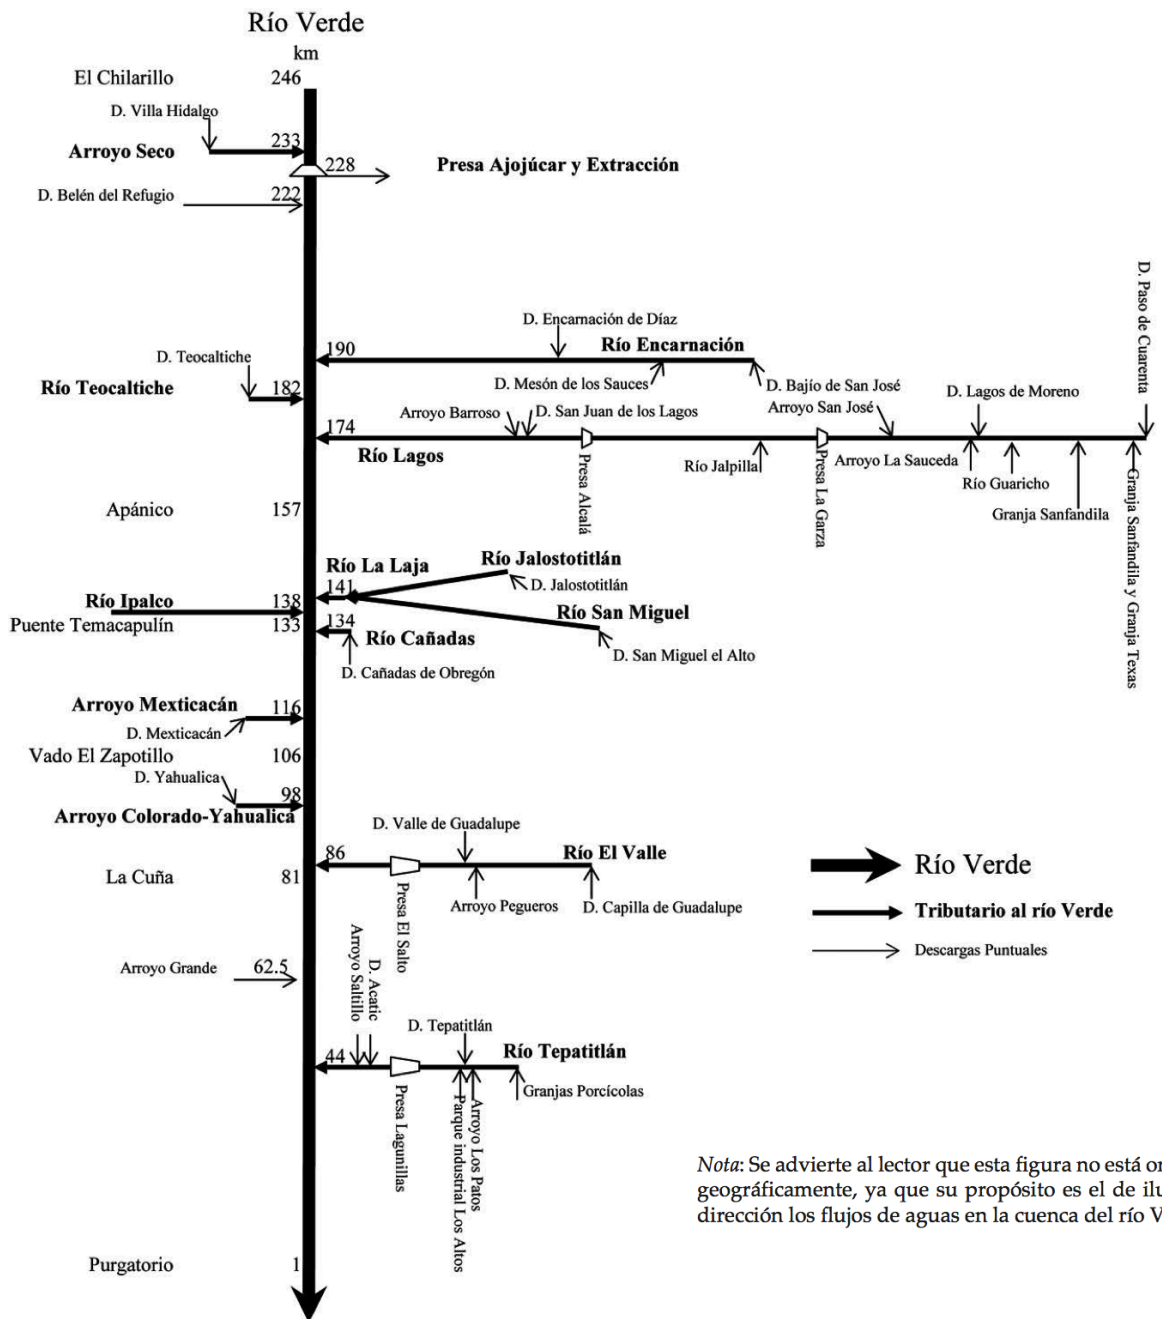 Río Verde
km
El Chilarillo 246
D. Villa Hidalgo
Arroyo Seco 233
228 Presa Ajojúcar y Extracción
D. Belén del Refugio 222
D. Paso de Cuarenta
D. Encarnación de Díaz
190 Río Encarnación
D. Teocaltiche
D. Mesón de los Sauces
D. Bajío de San José
Río Teocaltiche 182
Arroyo San José
D. Lagos de Moreno
Arroyo Barroso
D. San Juan de los Lagos
174
Río Lagos
Presa Alcalá
Río Jalpilla
Presa La Garza
Arroyo La Sauceda
Río Guaricho
Granja Sanfandila
Granja Sanfandila y Granja Texas
Apánico 157
Río La Laja
Río Jalostotitlán
141
D. Jalostotitlán
Río Ipalco 138
Río San Miguel
Puente Temacapulín 133
134
Río Cañadas
D. San Miguel el Alto
D. Cañadas de Obregón
Arroyo Mexticacán 116
D. Mexticacán
Vado El Zapotillo 106
D. Yahualica
98
Arroyo Colorado-Yahualica
D. Valle de Guadalupe
86 Río El Valle
La Cuña 81
Presa El Salto
Arroyo Pegueros
D. Capilla de Guadalupe
Río Verde
Tributario al río Verde
Descargas Puntuales
Arroyo Grande 62.5
Arroyo Saltillo
D. Acatic
D. Tepatitlán
44 Río Tepatitlán
Presa Lagunillas
Parque industrial Los Altos
Arroyo Los Patos
Granjas Porcícolas
Nota: Se advierte al lector que esta figura no está or
geográficamente, ya que su propósito es el de ilu
dirección los flujos de aguas en la cuenca del río V
Purgatorio 1